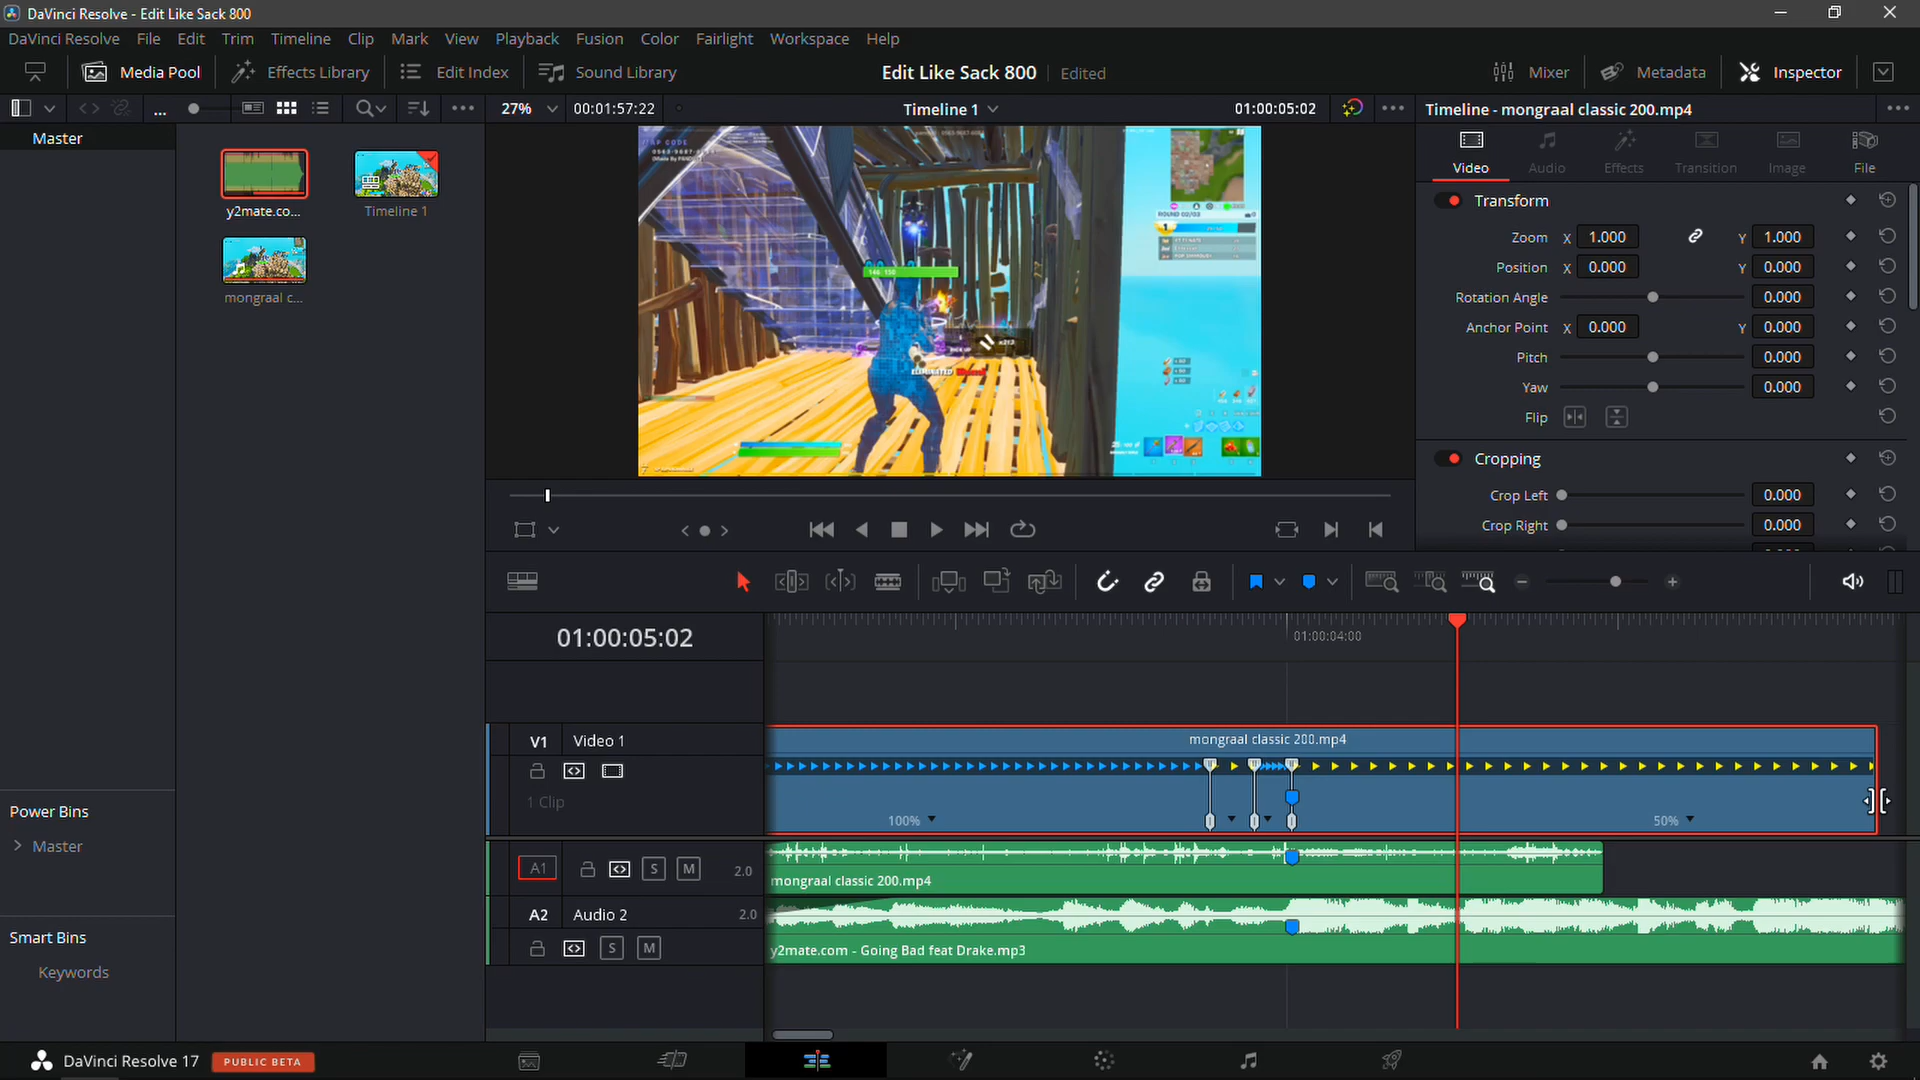 DaVinci Resolve - Edit Like Sack 800
DaVinci Resolve File Edit Trim Timeline Clip Mark View Playback Fusion Color Fairlight Workspace Help
Media Pool Effects Library Edit Index Sound Library Edit Like Sack 800 Edited Mixer Metadata Inspector
... 27% 00:01:57:22 Timeline 1 01:00:05:02 ••• Timeline - mongraal classic 200.mp4 •••
Master
y2mate.co...
Timeline 1
mongraal c...
ROUND 02/03
146 150
ELIMINATED
x213
Video Audio Effects Transition Image File
Transform
Zoom X 1.000 Y 1.000
Position X 0.000 Y 0.000
Rotation Angle 0.000
Anchor Point X 0.000 Y 0.000
Pitch 0.000
Yaw 0.000
Flip
Cropping
Crop Left 0.000
Crop Right 0.000
01:00:05:02
01:00:04:00
V1 Video 1
mongraal classic 200.mp4
1 Clip
100%
50%
A1 S M 2.0
mongraal classic 200.mp4
A2 Audio 2 2.0
S M
y2mate.com - Going Bad feat Drake.mp3
Power Bins
Master
Smart Bins
Keywords
DaVinci Resolve 17 PUBLIC BETA